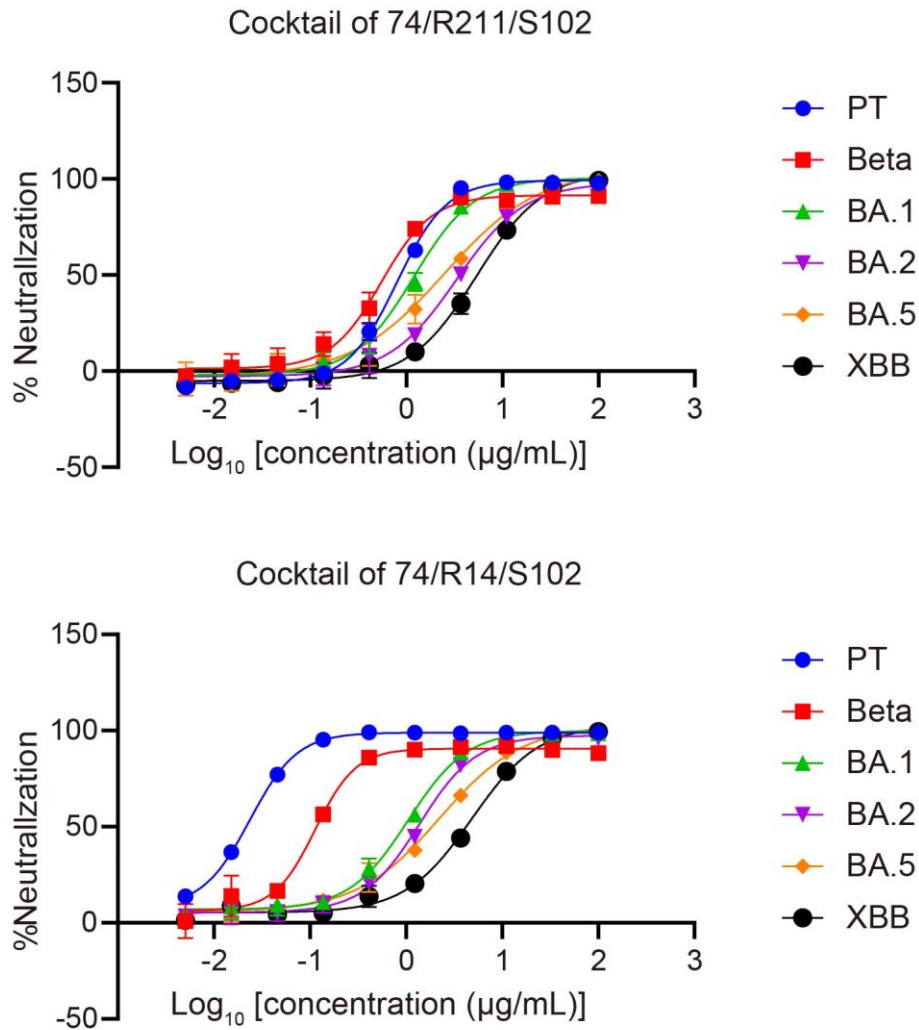 Cocktail of 74/R211/S102
% Neutralization
150
100
50
0
-50
-2
-1
0
1
2
3
Log₁₀ [concentration (µg/mL)]
PT
Beta
BA.1
BA.2
BA.5
XBB
Cocktail of 74/R14/S102
%Neutralization
150
100
50
0
-50
-2
-1
0
1
2
3
Log₁₀ [concentration (µg/mL)]
PT
Beta
BA.1
BA.2
BA.5
XBB